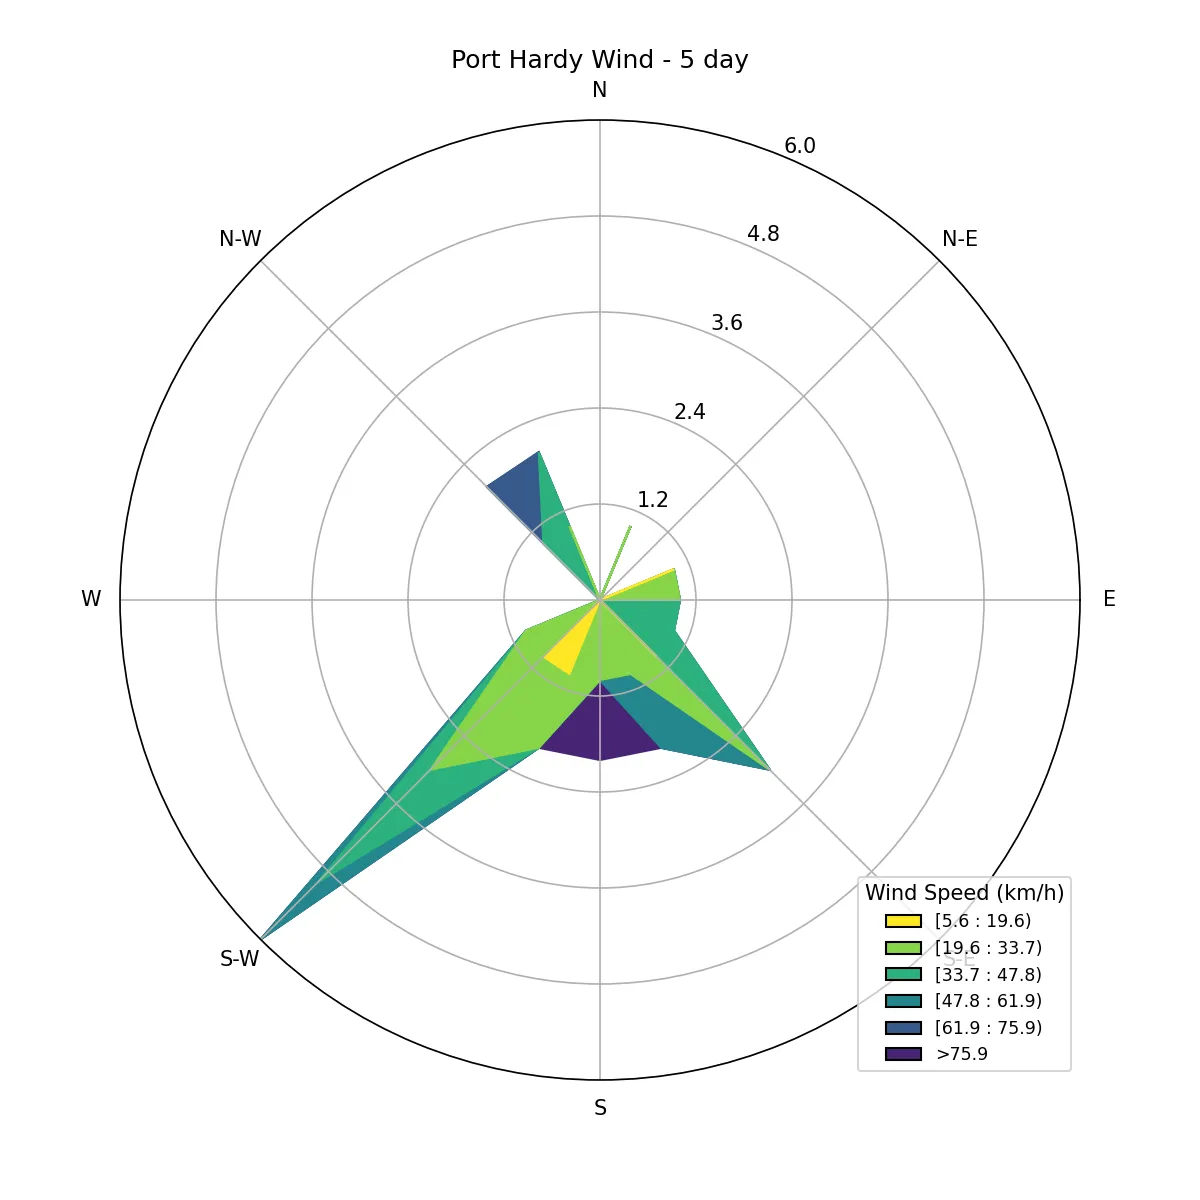 Port Hardy Wind - 5 day
N
6.0
4.8
N-W
N-E
3.6
2.4
1.2
W
E
Wind Speed (km/h)
[5.6 : 19.6)
[19.6 : 33.7)
S-W
S-E
[33.7 : 47.8)
[47.8 : 61.9)
[61.9 : 75.9)
>75.9
S